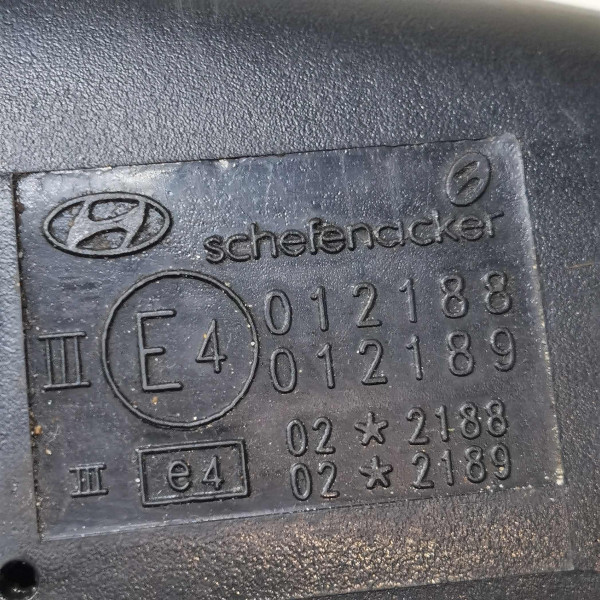 schefenacker
III E4 012188
012189
III e4 02 * 2188
02 * 2189